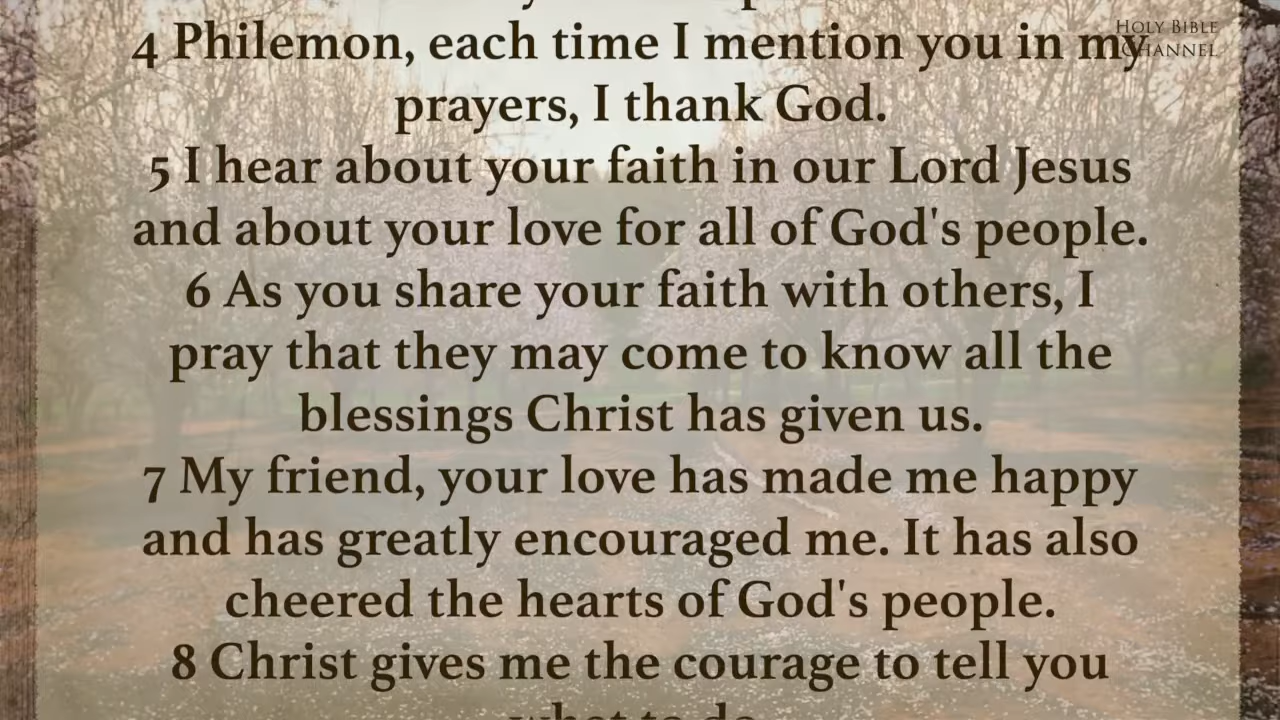 HOLY BIBLE
CHANNEL
4 Philemon, each time I mention you in my
prayers, I thank God.
5 I hear about your faith in our Lord Jesus
and about your love for all of God's people.
6 As you share your faith with others, I
pray that they may come to know all the
blessings Christ has given us.
7 My friend, your love has made me happy
and has greatly encouraged me. It has also
cheered the hearts of God's people.
8 Christ gives me the courage to tell you
what to do.